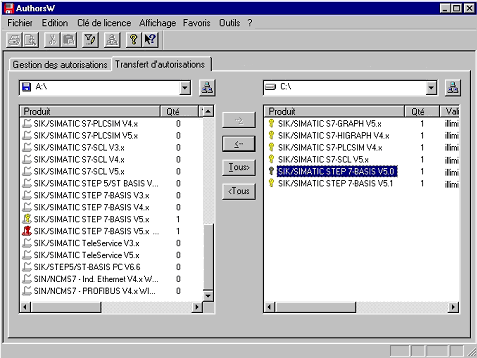 AuthorsW
Fichier Edition Clé de licence Affichage Favoris Outils ?
Gestion des autorisations Transfert d'autorisations
A:\
Produit Qté
SIK/SIMATIC S7-PLCSIM V4.x 0
SIK/SIMATIC S7-PLCSIM V5.x 0
SIK/SIMATIC S7-SCL V3.x 0
SIK/SIMATIC S7-SCL V4.x 0
SIK/SIMATIC S7-SCL V5.x 0
SIK/SIMATIC STEP 5/ST BASIS V... 0
SIK/SIMATIC STEP 7-BASIS V3.x 0
SIK/SIMATIC STEP 7-BASIS V4.x 0
SIK/SIMATIC STEP 7-BASIS V5.x 1
SIK/SIMATIC STEP 7-BASIS V5.x ... 1
SIK/SIMATIC TeleService V3.x 0
SIK/SIMATIC TeleService V5.x 0
SIK/STEP5/ST-BASIS PC V6.6 0
SIN/NCMS7 - Ind. Ethernet V4.x W... 0
SIN/NCMS7 - PROFIBUS V4.x WI... 0
->
<-
Tous>
<Tous
C:\
Produit Qté Vali
SIK/SIMATIC S7-GRAPH V5.x 1 illimi
SIK/SIMATIC S7-HIGRAPH V4.x 1 illimi
SIK/SIMATIC S7-PLCSIM V4.x 1 illimi
SIK/SIMATIC S7-SCL V5.x 1 illimi
SIK/SIMATIC STEP 7-BASIS V5.0 1 illimi
SIK/SIMATIC STEP 7-BASIS V5.1 1 illimi